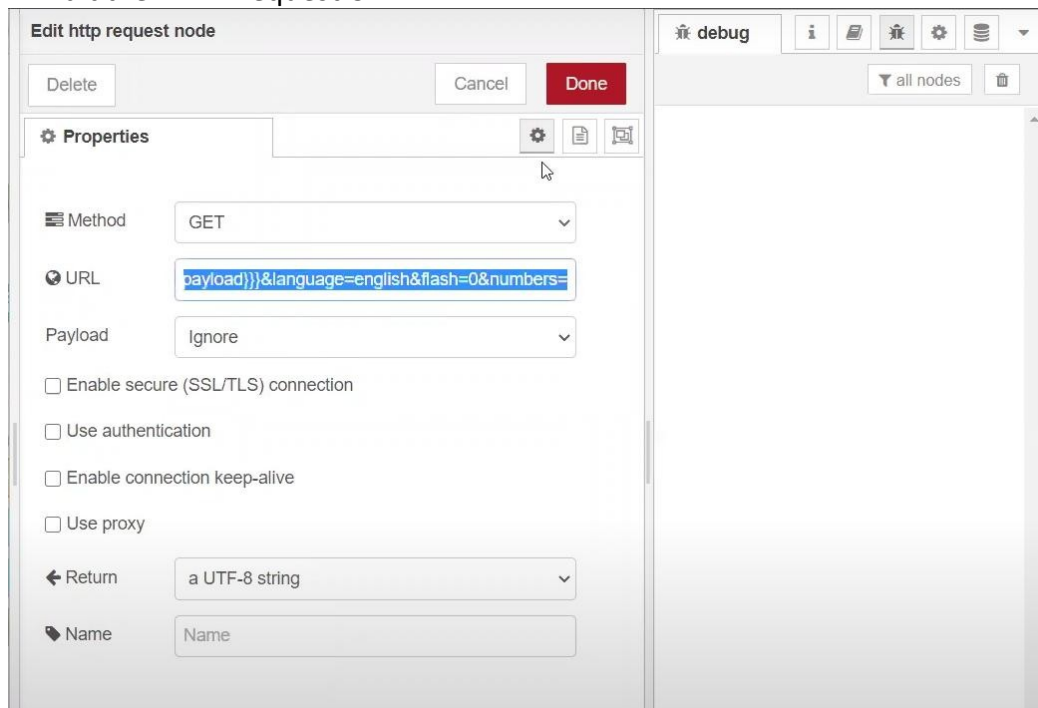 Edit http request node
debug
Delete
Cancel
Done
all nodes
Properties
Method
GET
URL
payload}}}&language=english&flash=0&numbers=
Payload
Ignore
Enable secure (SSL/TLS) connection
Use authentication
Enable connection keep-alive
Use proxy
Return
a UTF-8 string
Name
Name